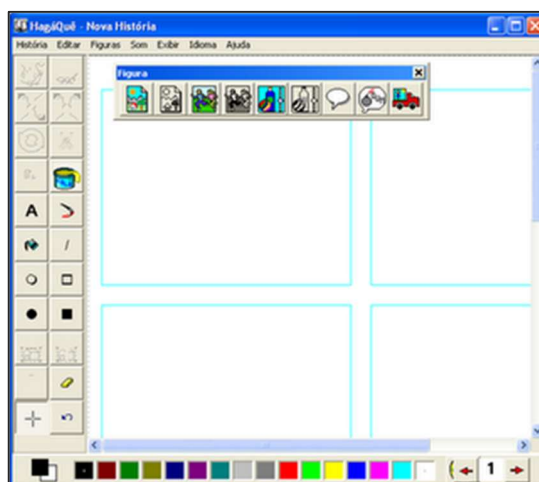 HagáQuê - Nova História
História Editar Figuras Som Exibir Idioma Ajuda
Figura
A
1